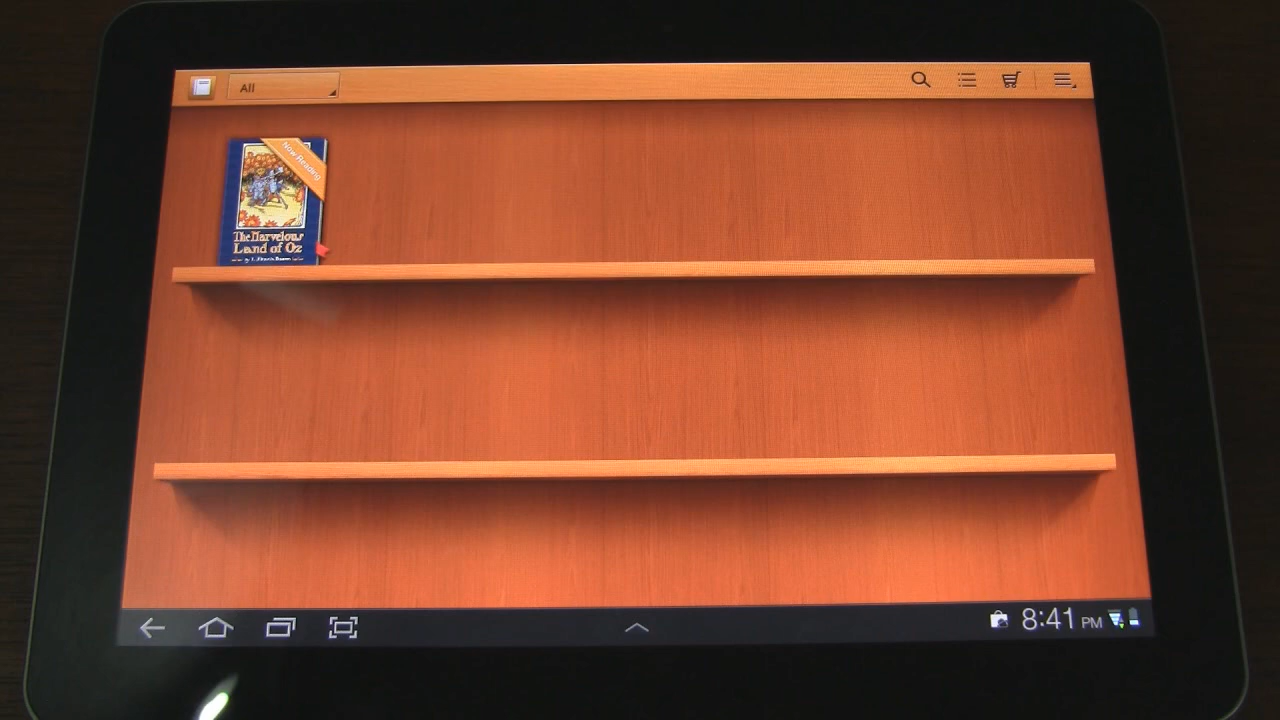 All
Now Reading
The Marvelous
Land of Oz
8:41 PM